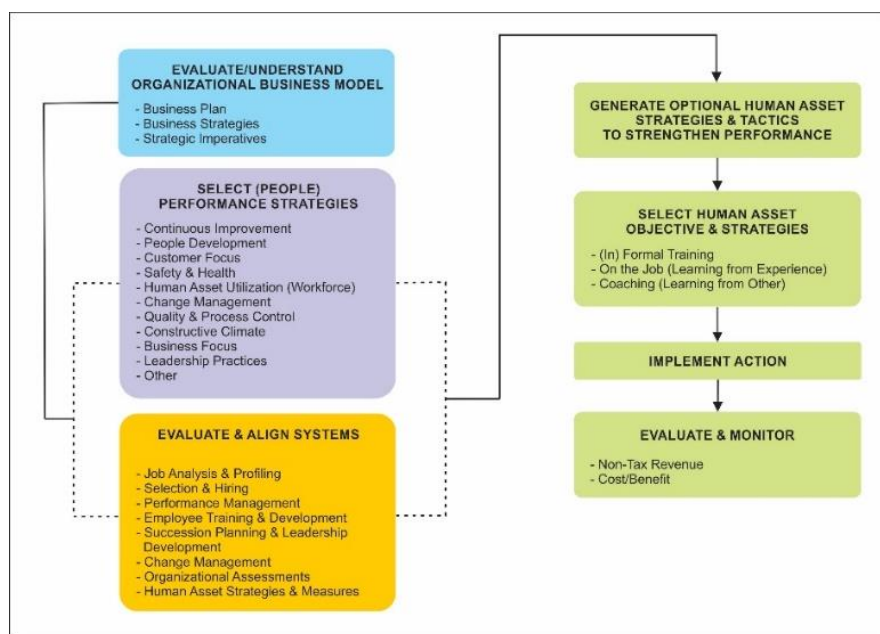 EVALUATE/UNDERSTAND
ORGANIZATIONAL BUSINESS MODEL
- Business Plan
- Business Strategies
- Strategic Imperatives
SELECT (PEOPLE)
PERFORMANCE STRATEGIES
- Continuous Improvement
- People Development
- Customer Focus
- Safety & Health
- Human Asset Utilization (Workforce)
- Change Management
- Quality & Process Control
- Constructive Climate
- Business Focus
- Leadership Practices
- Other
EVALUATE & ALIGN SYSTEMS
- Job Analysis & Profiling
- Selection & Hiring
- Performance Management
- Employee Training & Development
- Succession Planning & Leadership
Development
- Change Management
- Organizational Assessments
- Human Asset Strategies & Measures
GENERATE OPTIONAL HUMAN ASSET
STRATEGIES & TACTICS
TO STRENGTHEN PERFORMANCE
SELECT HUMAN ASSET
OBJECTIVE & STRATEGIES
- (In) Formal Training
- On the Job (Learning from Experience)
- Coaching (Learning from Other)
IMPLEMENT ACTION
EVALUATE & MONITOR
- Non-Tax Revenue
- Cost/Benefit